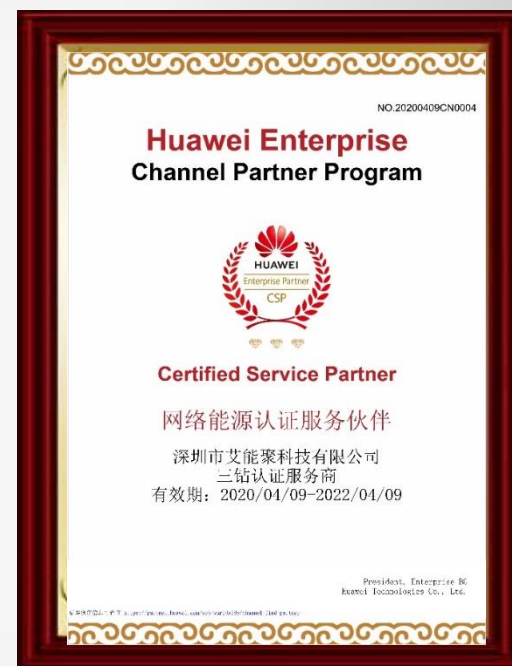 NO.20200409CN0004
Huawei Enterprise
Channel Partner Program
HUAWEI
Enterprise Partner
CSP
Certified Service Partner
网络能源认证服务伙伴
深圳市艾能聚科技有限公司
三钻认证服务商
有效期：2020/04/09-2022/04/09
President, Enterprise BG
Huawei Technologies Co., Ltd.